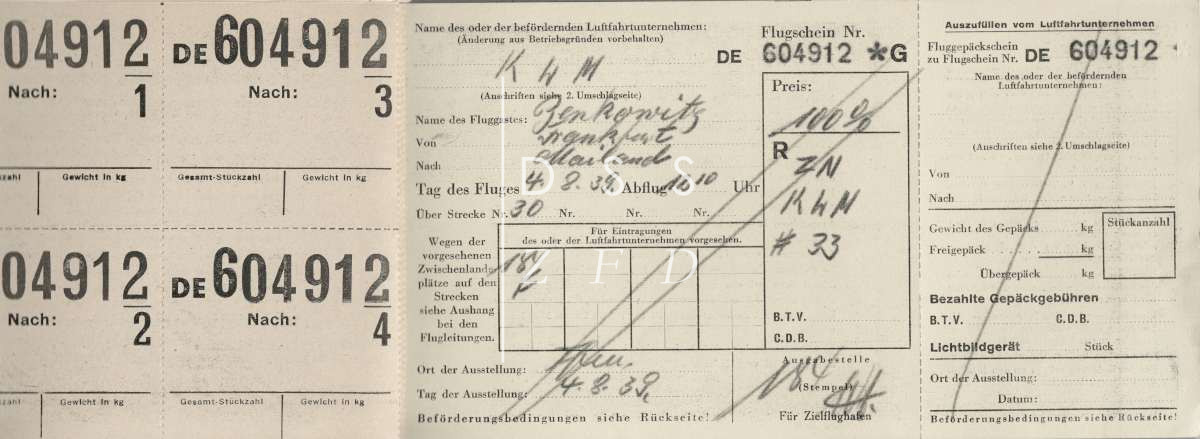 04912
1
Nach:
zahl Gewicht in kg
DE 604912
3
Nach:
Gesamt-Stückzahl Gewicht in kg
04912
2
Nach:
zahl Gewicht in kg
DE 604912
4
Nach:
Gesamt-Stückzahl Gewicht in kg
Name des oder der befördernden Luftfahrtunternehmen:
(Änderung aus Betriebsgründen vorbehalten)
(Anschriften siehe 2. Umschlagseite)
Name des Fluggastes:
Von
Nach Mailand
Tag des Fluges 4. 8. 39. Abflug Uhr
Über Strecke Nr. 30 Nr. Nr. Nr.
Wegen der
vorgesehenen
Zwischenlande-
plätze auf den
Strecken
siehe Aushang
bei den
Flugleitungen.
Für Eintragungen
des oder der Luftfahrtunternehmen vorgesehen.
Ort der Ausstellung:
Tag der Ausstellung: 4. 8. 39.
Beförderungsbedingungen siehe Rückseite!
Flugschein Nr.
DE 604912 *G
Preis:
100%
R
ZN
# 33
B.T.V.
C.D.B.
Ausgabestelle
(Stempel)
Für Zielflughafen
DSS
ZFD
Auszufüllen vom Luftfahrtunternehmen
Fluggepäckschein
zu Flugschein Nr. DE 604912
Name des oder der befördernden
Luftfahrtunternehmen:
(Anschriften siehe 2. Umschlagseite)
Von
Nach
Gewicht des Gepäcks kg
Freigepäck kg
Übergepäck kg
Stückanzahl
Bezahlte Gepäckgebühren
B.T.V. C.D.B.
Lichtbildgerät Stück
Ort der Ausstellung:
Datum:
Beförderungsbedingungen siehe Rückseite!